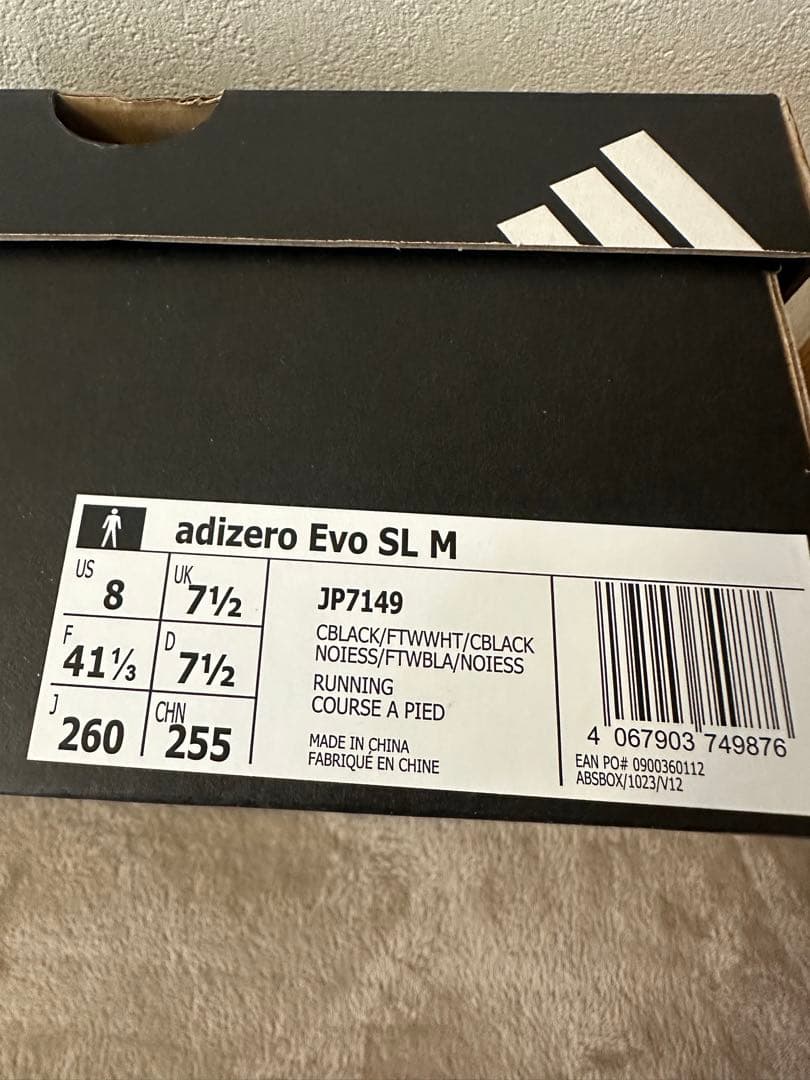 adizero Evo SL M
US 8
UK 7½
F 41⅓
D 7½
J 260
CHN 255
JP7149
CBLACK/FTWWHT/CBLACK
NOIESS/FTWBLA/NOIESS
RUNNING
COURSE A PIED
MADE IN CHINA
FABRIQUÉ EN CHINE
4 067903 749876
EAN PO# 0900360112
ABSBOX/1023/V12